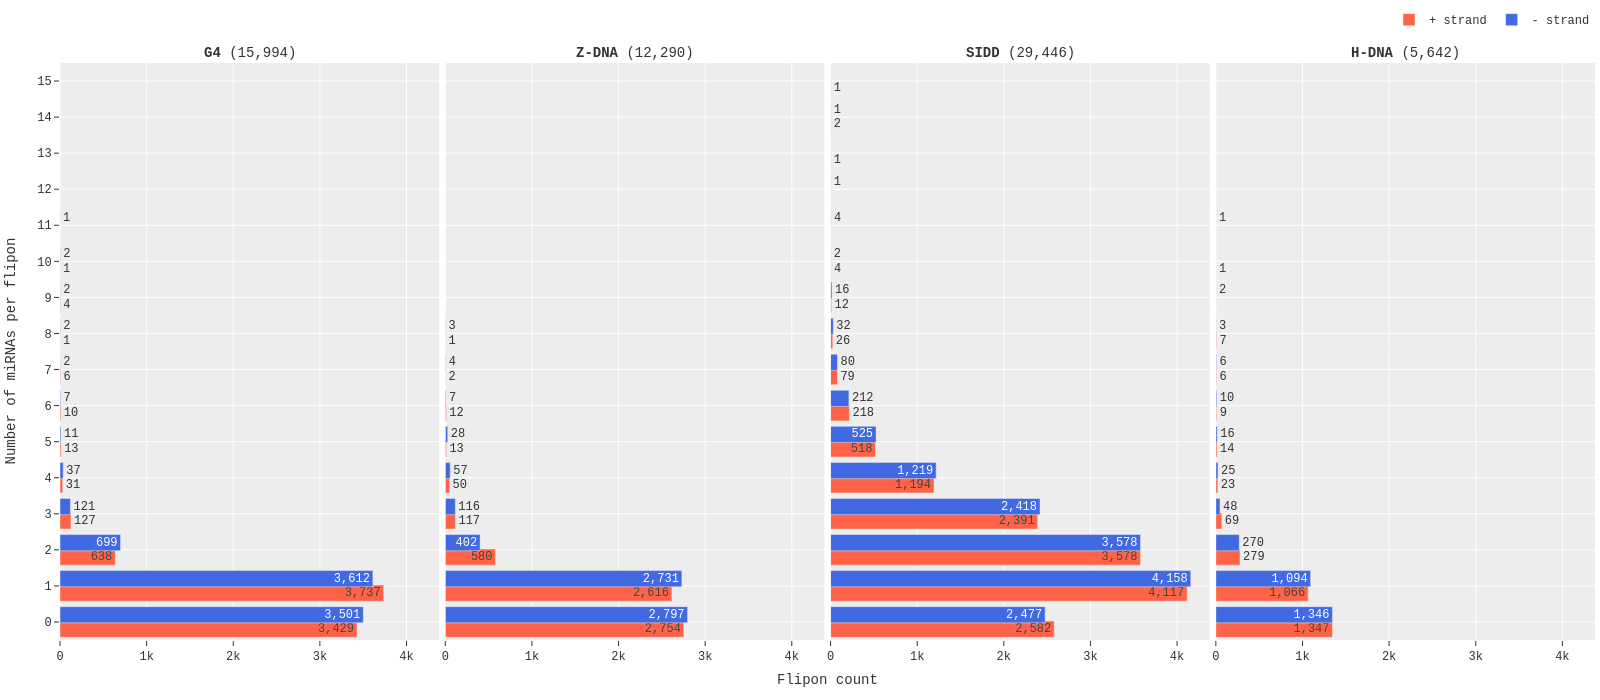 + strand - strand
G4 (15,994) Z-DNA (12,290) SIDD (29,446) H-DNA (5,642)
15 1
14 1
2
13 1
12 1
11 1 4 1
10 2 2
1 4 1
9 2 16 2
4 12
8 2 3 32 3
1 1 26 7
7 2 4 80 6
6 2 79 6
6 7 7 212 10
10 12 218 9
5 11 28 525 16
13 13 518 14
4 37 57 1,219 25
31 50 1,194 23
3 121 116 2,418 48
127 117 2,391 69
2 699 402 3,578 270
638 580 3,578 279
1 3,612 2,731 4,158 1,094
3,737 2,616 4,117 1,066
0 3,501 2,797 2,477 1,346
3,429 2,754 2,582 1,347
0 1k 2k 3k 4k 0 1k 2k 3k 4k 0 1k 2k 3k 4k 0 1k 2k 3k 4k
Flipon count
Number of miRNAs per flipon